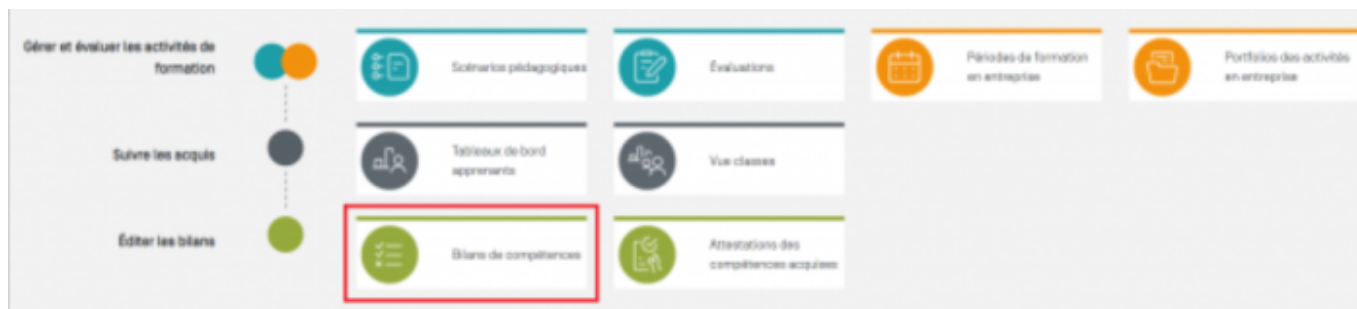 Gérer et évaluer les activités de
formation
Scénarios pédagogiques
Évaluations
Périodes de formation
en entreprise
Portfolios des activités
en entreprise
Suivre les acquis
Tableaux de bord
apprenants
Vue classes
Éditer les bilans
Bilans de compétences
Attestations des
compétences acquises